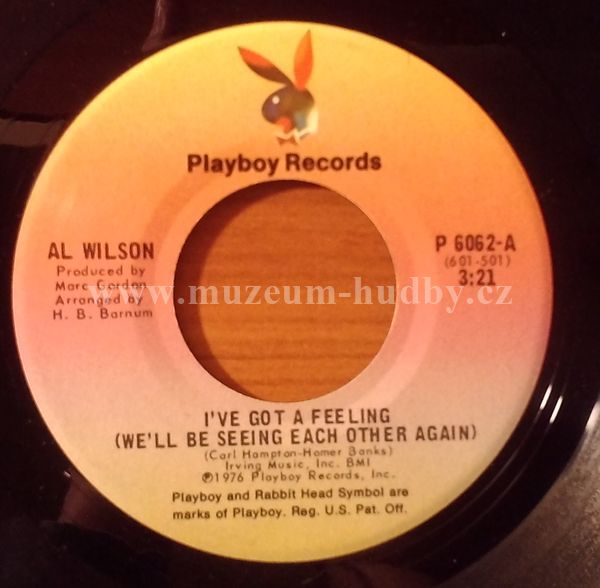 Playboy Records
AL WILSON
Produced by
Marc Gordon
Arranged by
H. B. Barnum
P 6062-A
(601-501)
3:21
www.muzeum-hudby.cz
I'VE GOT A FEELING
(WE'LL BE SEEING EACH OTHER AGAIN)
(Carl Hampton-Homer Banks)
Irving Music, Inc. BMI
℗1976 Playboy Records, Inc.
Playboy and Rabbit Head Symbol are
marks of Playboy. Reg. U.S. Pat. Off.